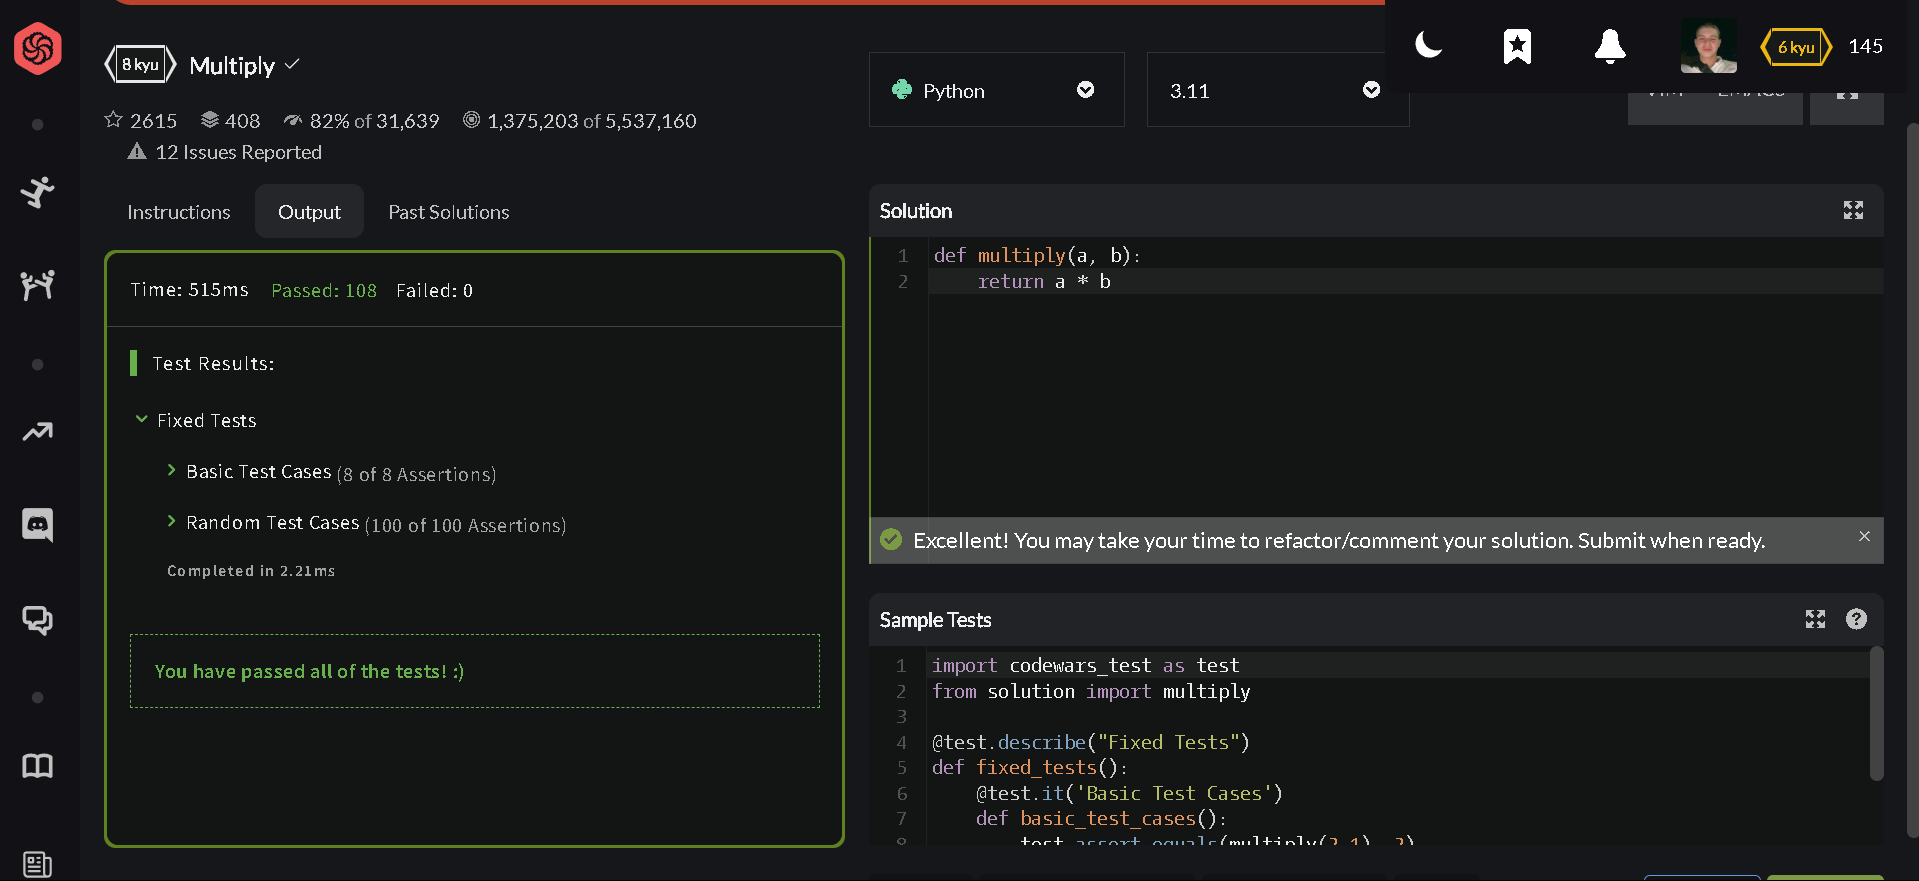 8 kyu Multiply
2615 408 82% of 31,639 1,375,203 of 5,537,160
12 Issues Reported
Instructions Output Past Solutions
Time: 515ms Passed: 108 Failed: 0
Test Results:
Fixed Tests
Basic Test Cases (8 of 8 Assertions)
Random Test Cases (100 of 100 Assertions)
Completed in 2.21ms
You have passed all of the tests! :)
Python 3.11
6 kyu 145
Solution
1 def multiply(a, b):
2 return a * b
Excellent! You may take your time to refactor/comment your solution. Submit when ready.
Sample Tests
1 import codewars_test as test
2 from solution import multiply
3
4 @test.describe("Fixed Tests")
5 def fixed_tests():
6 @test.it('Basic Test Cases')
7 def basic_test_cases():